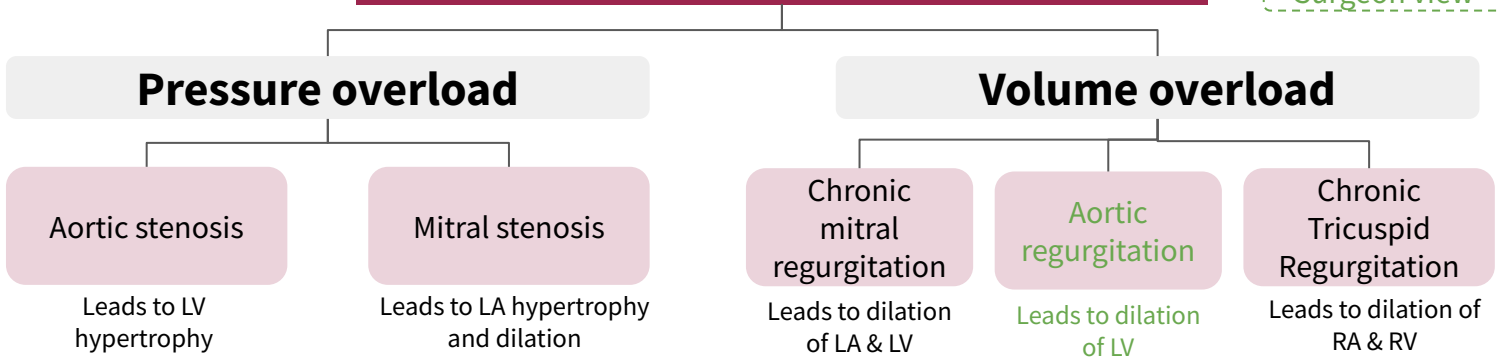 Surgeon view
Pressure overload
Volume overload
Aortic stenosis
Leads to LV
hypertrophy
Mitral stenosis
Leads to LA hypertrophy
and dilation
Chronic
mitral
regurgitation
Leads to dilation
of LA & LV
Aortic
regurgitation
Leads to dilation
of LV
Chronic
Tricuspid
Regurgitation
Leads to dilation of
RA & RV